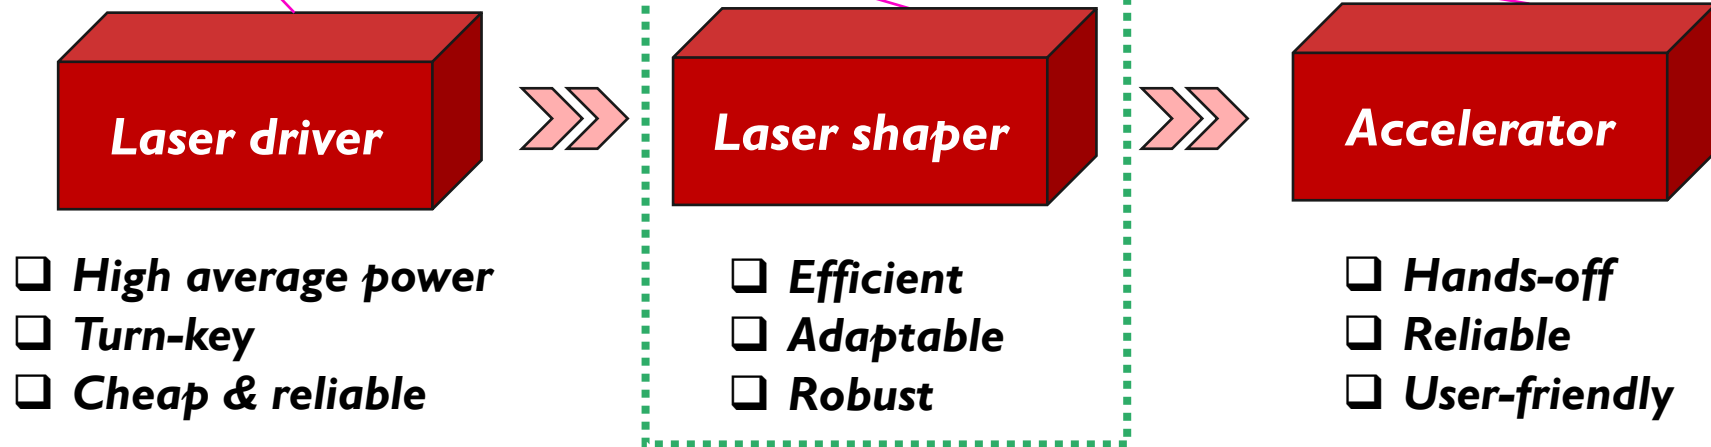 Laser driver
Laser shaper
Accelerator
❑ High average power
❑ Turn-key
❑ Cheap & reliable
❑ Efficient
❑ Adaptable
❑ Robust
❑ Hands-off
❑ Reliable
❑ User-friendly